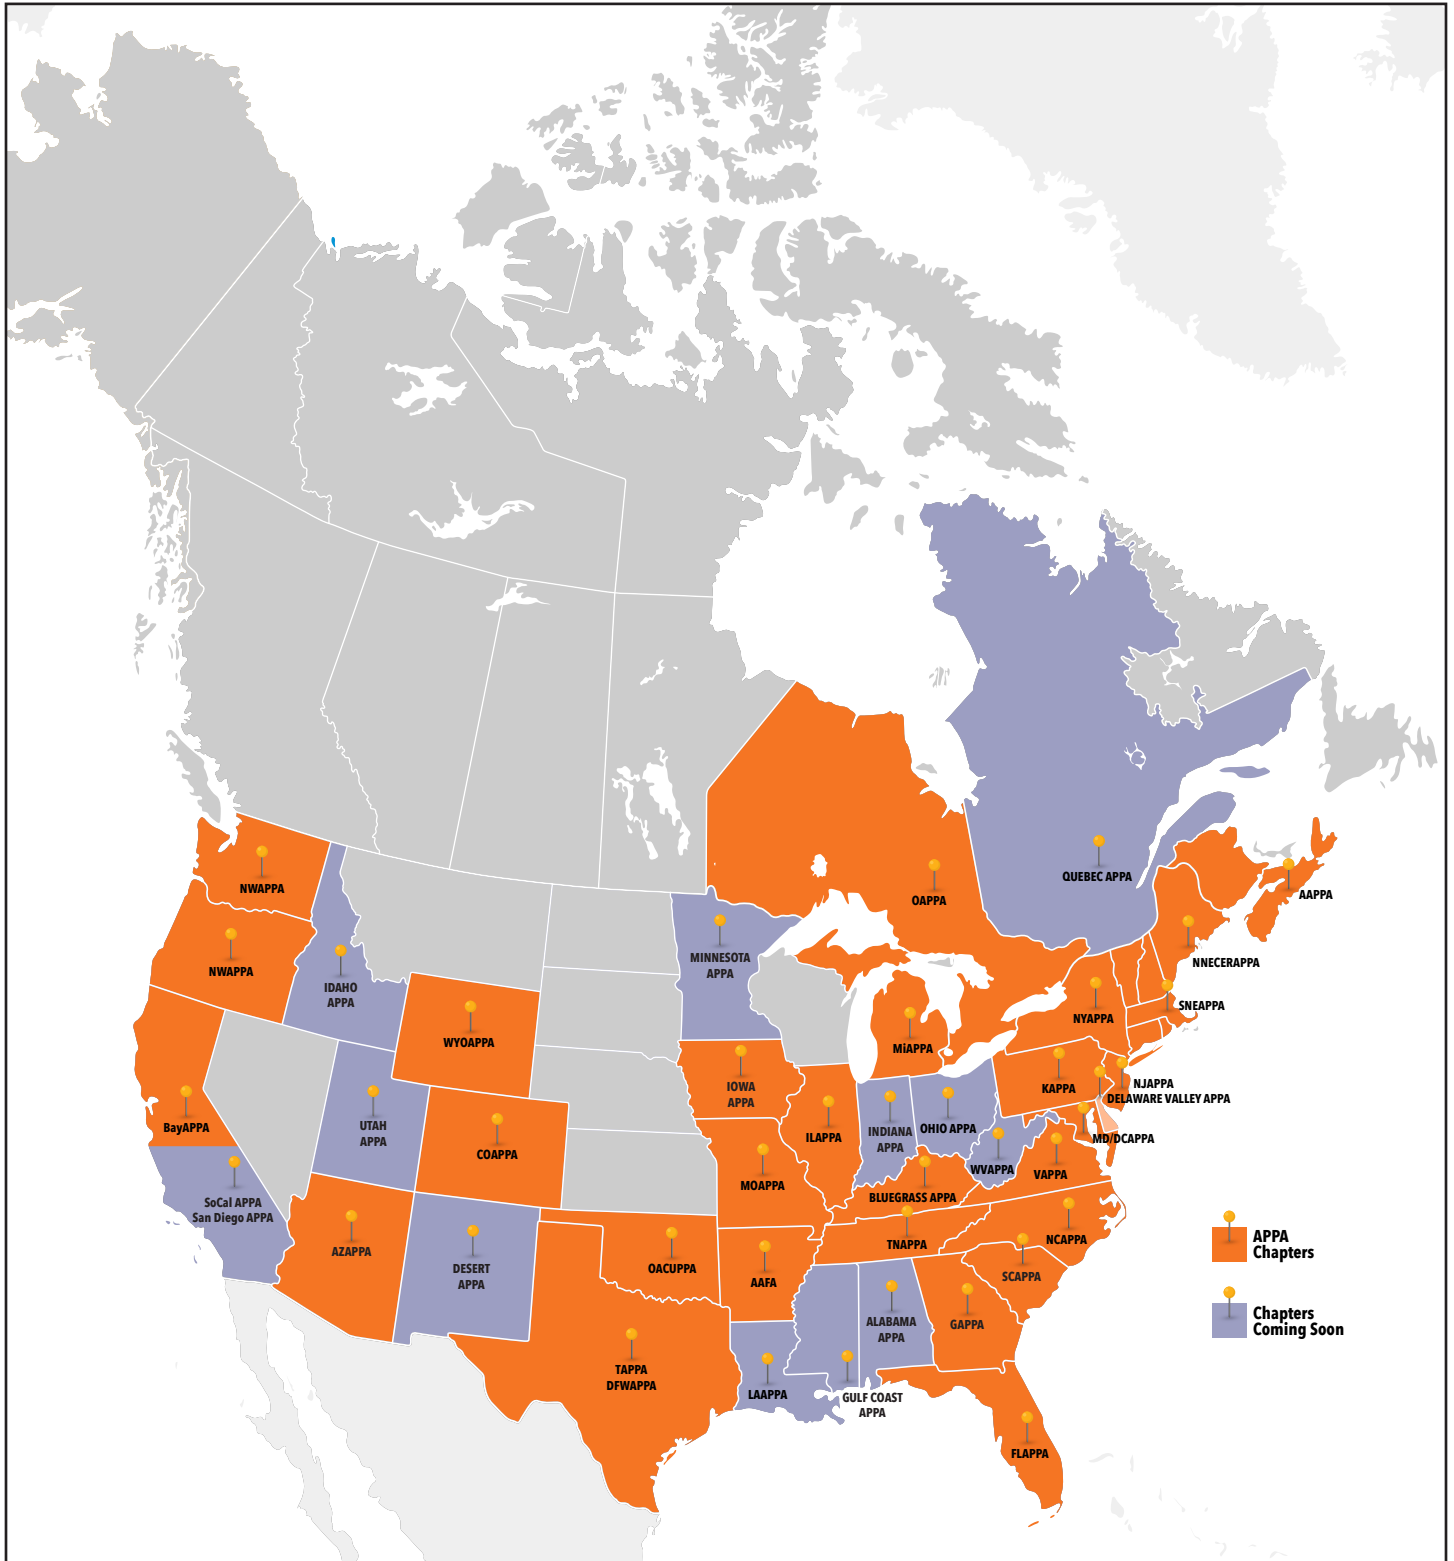 QUEBEC APPA
NWAPPA
OAPPA
AAPPA
NWAPPA
MINNESOTA
APPA
NNECERAPPA
IDAHO
APPA
SNEAPPA
NYAPPA
WYOAPPA
MiAPPA
IOWA
APPA
KAPPA
NJAPPA
DELAWARE VALLEY APPA
BayAPPA
UTAH
APPA
ILAPPA
INDIANA
APPA
OHIO APPA
MD/DCAPPA
COAPPA
WVAPPA
VAPPA
MOAPPA
BLUEGRASS APPA
SoCal APPA
San Diego APPA
AZAPPA
TNAPPA
NCAPPA
APPA
Chapters
DESERT
APPA
OACUPPA
AAFA
SCAPPA
Chapters
Coming Soon
ALABAMA
APPA
GAPPA
TAPPA
DFWAPPA
LAAPPA
GULF COAST
APPA
FLAPPA